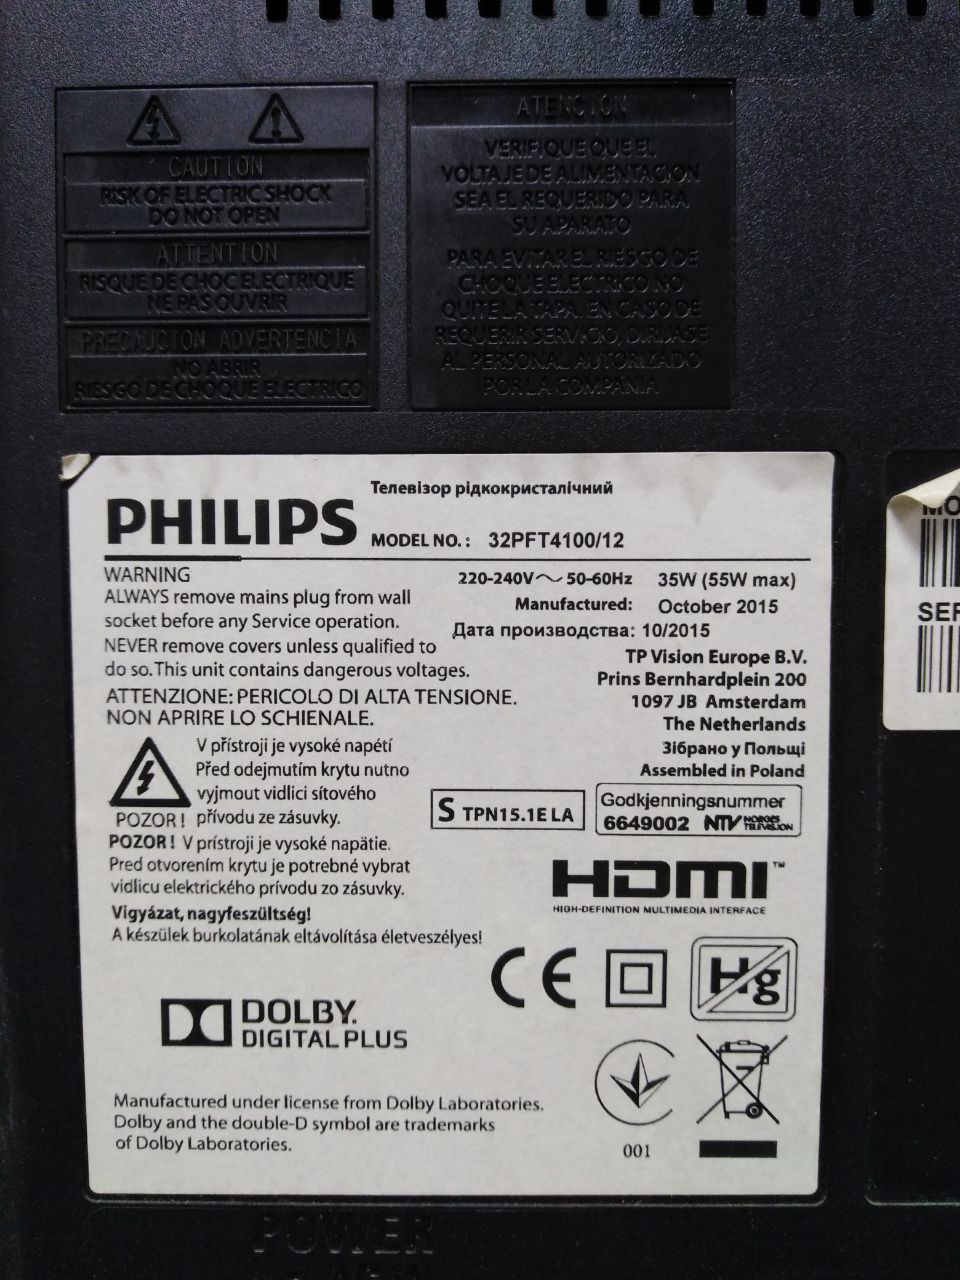 CAUTION
RISK OF ELECTRIC SHOCK
DO NOT OPEN
ATTENTION
RISQUE DE CHOC ELECTRIQUE
NE PAS OUVRIR
PRECAUCION ADVERTENCIA
NO ABRIR
RIESGO DE CHOQUE ELECTRICO
ATENCION
VERIFIQUE QUE EL
VOLTAJE DE ALIMENTACION
SEA EL REQUERIDO PARA
SU APARATO
PARA EVITAR EL RIESGO DE
CHOQUE ELECTRICO NO
QUITE LA TAPA. EN CASO DE
REQUERIR SERVICIO, DIRIJASE
AL PERSONAL AUTORIZADO
POR LA COMPANIA
Телевізор рідкокристалічний
PHILIPS
MODEL NO.: 32PFT4100/12
WARNING
ALWAYS remove mains plug from wall
socket before any Service operation.
NEVER remove covers unless qualified to
do so. This unit contains dangerous voltages.
ATTENZIONE: PERICOLO DI ALTA TENSIONE.
NON APRIRE LO SCHIENALE.
220-240V～ 50-60Hz 35W (55W max)
Manufactured: October 2015
Дата производства: 10/2015
TP Vision Europe B.V.
Prins Bernhardplein 200
1097 JB Amsterdam
The Netherlands
Зібрано у Польщі
Assembled in Poland
V přístroji je vysoké napétí
Před odejmutím krytu nutno
vyjmout vidlici síťového
přívodu ze zásuvky.
POZOR!
POZOR! V prístroji je vysoké napätie.
Pred otvorením krytu je potrebné vybrat
vidlicu elektrického prívodu zo zásuvky.
Vigyázat, nagyfeszültség!
A készülek burkolatának eltávolítása életveszélyes!
S TPN15.1E LA
Godkjenningsnummer
6649002 NTV NORGES TELEVISJON
HDMI™
HIGH-DEFINITION MULTIMEDIA INTERFACE
CE
Hg
DOLBY.
DIGITAL PLUS
Manufactured under license from Dolby Laboratories.
Dolby and the double-D symbol are trademarks
of Dolby Laboratories.
001
MO
SER
POWER